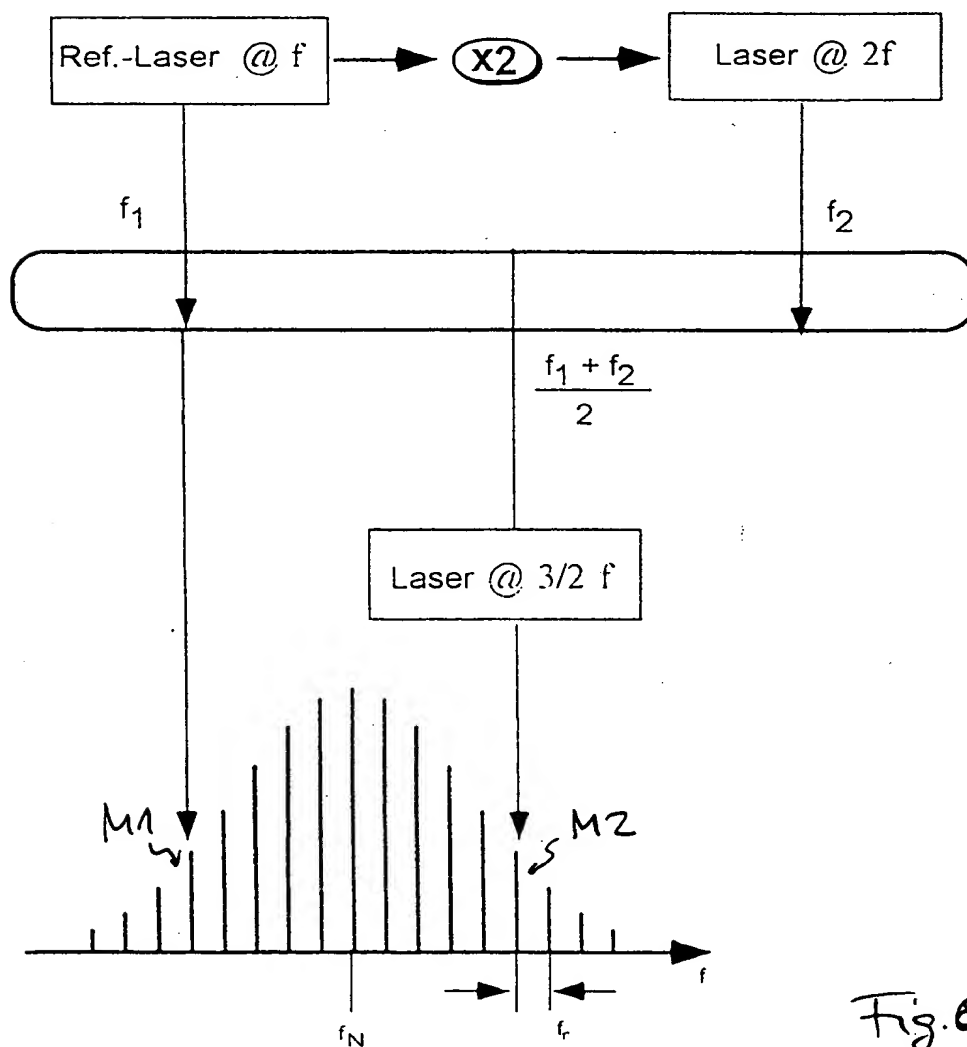 Ref.-Laser @ f
X2
Laser @ 2f
f1
f2
f1 + f2
2
Laser @ 3/2 f
M1
M2
f
fN
fr
Fig. 6